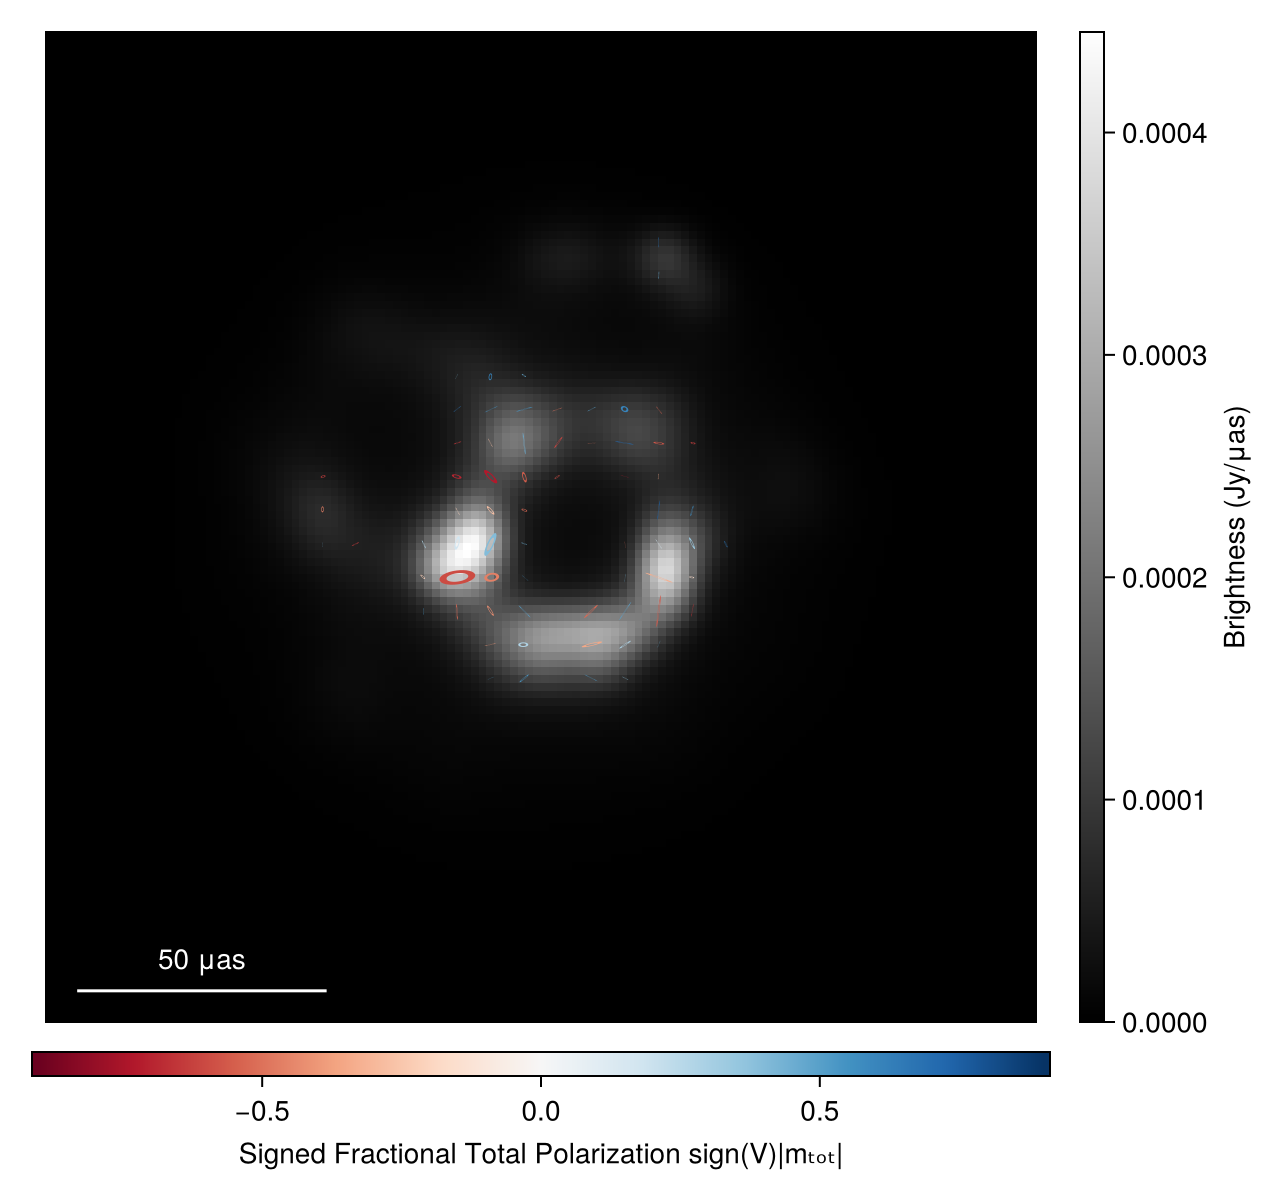 0.0004
0.0003
0.0002
0.0001
0.0000
Brightness (Jy/μas)
50 μas
−0.5
0.0
0.5
Signed Fractional Total Polarization sign(V)|mₜₒₜ|